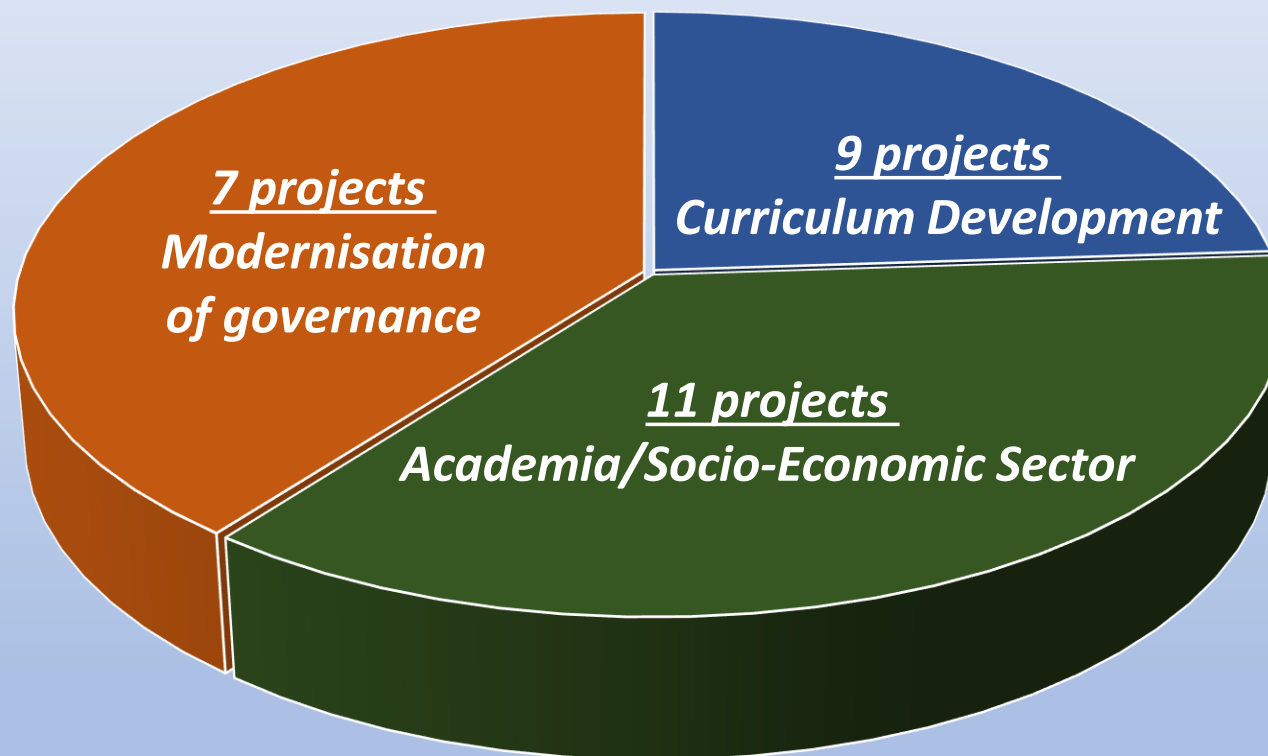 7 projects
Modernisation
of governance
9 projects
Curriculum Development
11 projects
Academia/Socio-Economic Sector